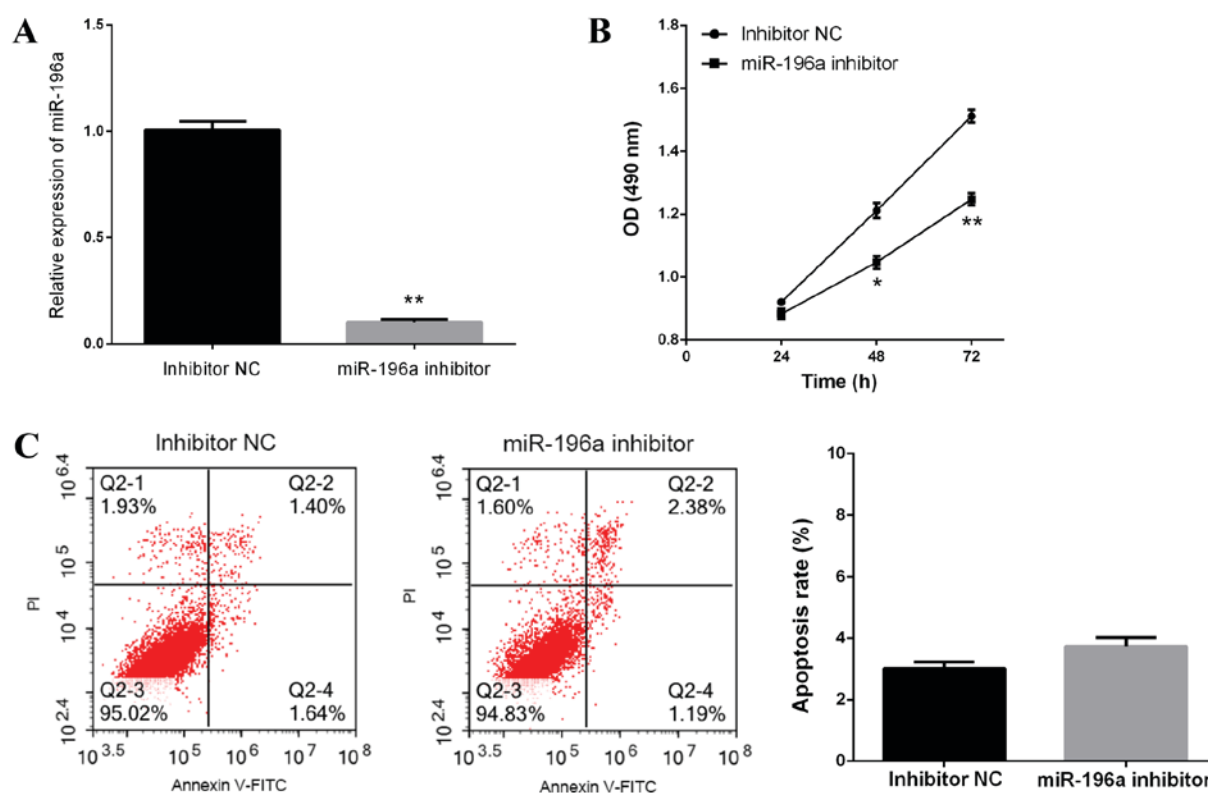 A
Relative expression of miR-196a
1.5
1.0
0.5
0.0
**
Inhibitor NC
miR-196a inhibitor
B
Inhibitor NC
miR-196a inhibitor
OD (490 nm)
1.8
1.6
1.4
1.2
1.0
0.8
*
**
0 24 48 72
Time (h)
C
Inhibitor NC
PI
10 6.4
10 5
10 4
10 2.4
Q2-1
1.93%
Q2-2
1.40%
Q2-3
95.02%
Q2-4
1.64%
10 3.5 10 5 10 6 10 7 10 8
Annexin V-FITC
miR-196a inhibitor
PI
10 6.4
10 5
10 4
10 2.4
Q2-1
1.60%
Q2-2
2.38%
Q2-3
94.83%
Q2-4
1.19%
10 3.5 10 5 10 6 10 7 10 8
Annexin V-FITC
Apoptosis rate (%)
10
8
6
4
2
0
Inhibitor NC
miR-196a inhibitor